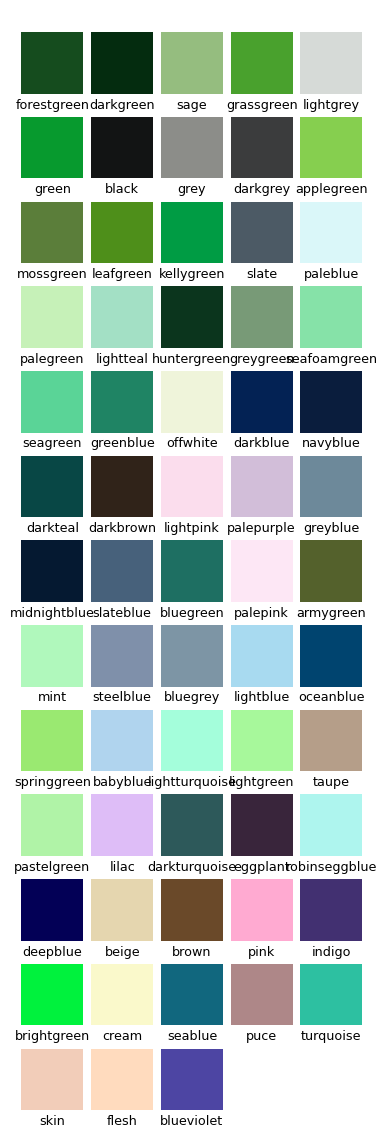 forestgreen darkgreen sage grassgreen lightgrey
green black grey darkgrey applegreen
mossgreen leafgreen kellygreen slate paleblue
palegreen lightteal huntergreen greygreen seafoamgreen
seagreen greenblue offwhite darkblue navyblue
darkteal darkbrown lightpink palepurple greyblue
midnightblue slateblue bluegreen palepink armygreen
mint steelblue bluegrey lightblue oceanblue
springgreen babyblue lightturquoise lightgreen taupe
pastelgreen lilac darkturquoise eggplant robinseggblue
deepblue beige brown pink indigo
brightgreen cream seablue puce turquoise
skin flesh blueviolet